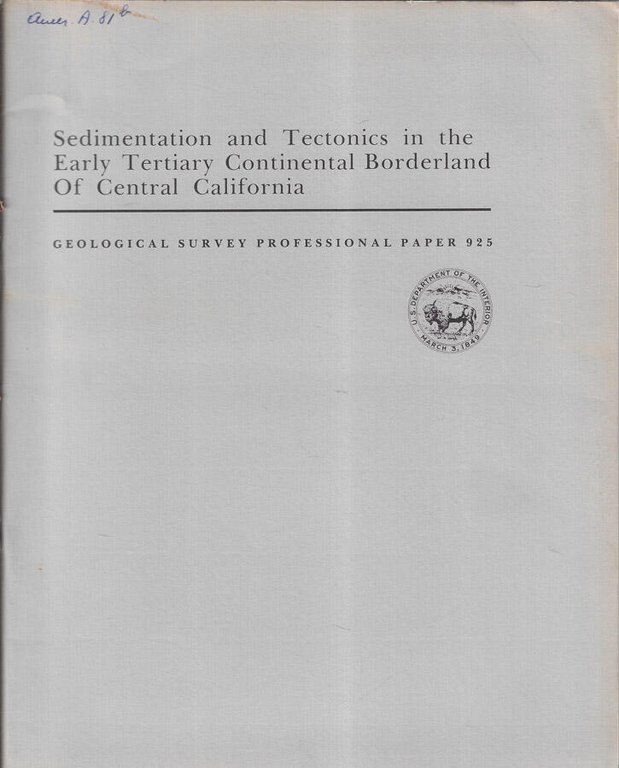 Amer. A. 81 b
Sedimentation and Tectonics in the
Early Tertiary Continental Borderland
Of Central California
GEOLOGICAL SURVEY PROFESSIONAL PAPER 925
U.S. DEPARTMENT OF THE INTERIOR
MARCH 3, 1849